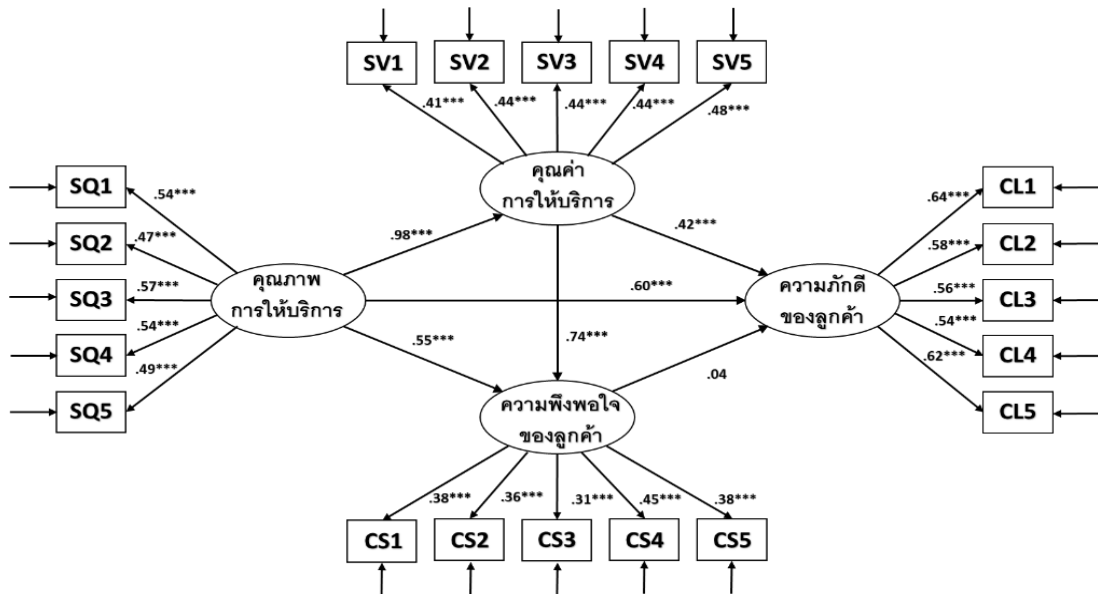 SV1 SV2 SV3 SV4 SV5
.41*** .44*** .44*** .44*** .48***
คุณค่า
การให้บริการ
SQ1
SQ2
SQ3
SQ4
SQ5
.54***
.47***
.57***
.54***
.49***
คุณภาพ
การให้บริการ
.98***
.42***
.60***
.55***
.74***
.04
ความภักดี
ของลูกค้า
.64***
.58***
.56***
.54***
.62***
CL1
CL2
CL3
CL4
CL5
ความพึงพอใจ
ของลูกค้า
.38*** .36*** .31*** .45*** .38***
CS1 CS2 CS3 CS4 CS5